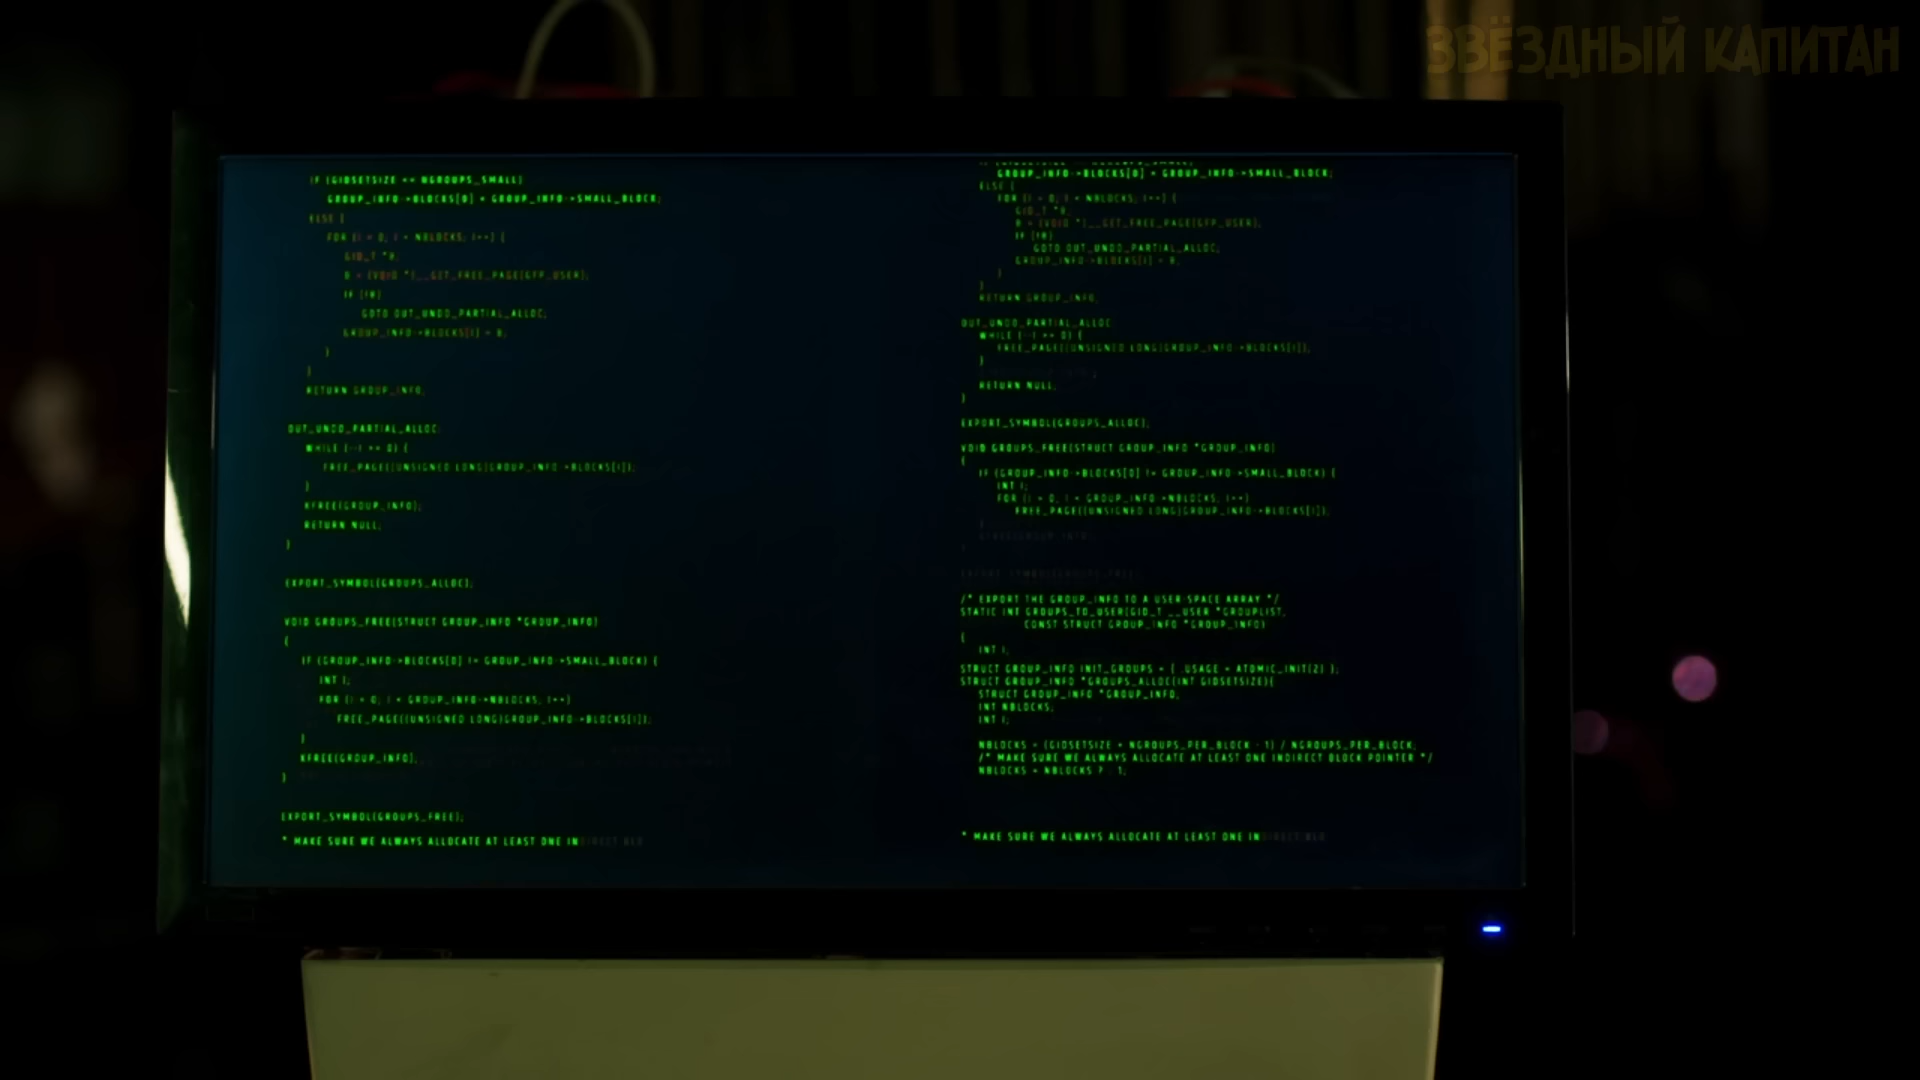 ЗВЁЗДНЫЙ КАПИТАН
IF (GIDSETSIZE <= NGROUPS_SMALL)
GROUP_INFO->BLOCKS[0] = GROUP_INFO->SMALL_BLOCK;
ELSE {
FOR (I = 0; I < NBLOCKS; I++) {
GID_T *B;
B = (VOID *)__GET_FREE_PAGE(GFP_USER);
IF (!B)
GOTO OUT_UNDO_PARTIAL_ALLOC;
GROUP_INFO->BLOCKS[I] = B;
}
}
RETURN GROUP_INFO;
OUT_UNDO_PARTIAL_ALLOC:
WHILE (--I >= 0) {
FREE_PAGE((UNSIGNED LONG)GROUP_INFO->BLOCKS[I]);
}
KFREE(GROUP_INFO);
RETURN NULL;
}
EXPORT_SYMBOL(GROUPS_ALLOC);
VOID GROUPS_FREE(STRUCT GROUP_INFO *GROUP_INFO)
{
IF (GROUP_INFO->BLOCKS[0] != GROUP_INFO->SMALL_BLOCK) {
INT I;
FOR (I = 0; I < GROUP_INFO->NBLOCKS; I++)
FREE_PAGE((UNSIGNED LONG)GROUP_INFO->BLOCKS[I]);
}
KFREE(GROUP_INFO);
}
EXPORT_SYMBOL(GROUPS_FREE);
* MAKE SURE WE ALWAYS ALLOCATE AT LEAST ONE INDIRECT BLO
GROUP_INFO->BLOCKS[0] = GROUP_INFO->SMALL_BLOCK;
ELSE {
FOR (I = 0; I < NBLOCKS; I++) {
GID_T *B;
B = (VOID *)__GET_FREE_PAGE(GFP_USER);
IF (!B)
GOTO OUT_UNDO_PARTIAL_ALLOC;
GROUP_INFO->BLOCKS[I] = B;
}
}
RETURN GROUP_INFO;
OUT_UNDO_PARTIAL_ALLOC:
WHILE (--I >= 0) {
FREE_PAGE((UNSIGNED LONG)GROUP_INFO->BLOCKS[I]);
}
RETURN NULL;
}
EXPORT_SYMBOL(GROUPS_ALLOC);
VOID GROUPS_FREE(STRUCT GROUP_INFO *GROUP_INFO)
{
IF (GROUP_INFO->BLOCKS[0] != GROUP_INFO->SMALL_BLOCK) {
INT I;
FOR (I = 0; I < GROUP_INFO->NBLOCKS; I++)
FREE_PAGE((UNSIGNED LONG)GROUP_INFO->BLOCKS[I]);
}
KFREE(GROUP_INFO);
}
EXPORT_SYMBOL(GROUPS_FREE);
/* EXPORT THE GROUP_INFO TO A USER-SPACE ARRAY */
STATIC INT GROUPS_TO_USER(GID_T __USER *GROUPLIST,
CONST STRUCT GROUP_INFO *GROUP_INFO)
{
INT I;
STRUCT GROUP_INFO INIT_GROUPS = { .USAGE = ATOMIC_INIT(2) };
STRUCT GROUP_INFO *GROUPS_ALLOC(INT GIDSETSIZE){
STRUCT GROUP_INFO *GROUP_INFO;
INT NBLOCKS;
INT I;
NBLOCKS = (GIDSETSIZE + NGROUPS_PER_BLOCK - 1) / NGROUPS_PER_BLOCK;
/* MAKE SURE WE ALWAYS ALLOCATE AT LEAST ONE INDIRECT BLOCK POINTER */
NBLOCKS = NBLOCKS ? : 1;
* MAKE SURE WE ALWAYS ALLOCATE AT LEAST ONE INDIRECT BLO